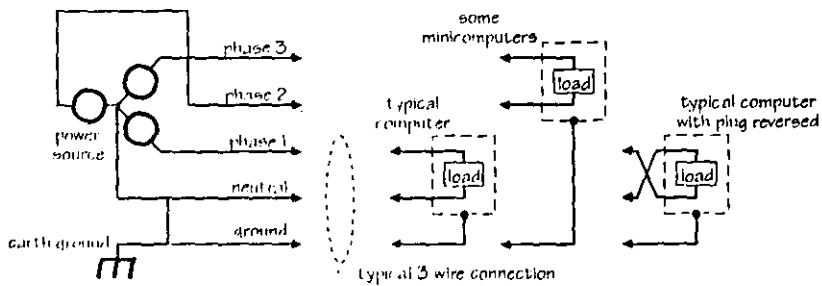 some
minicomputers
phase 3
load
phase 2
typical
computer
typical computer
with plug reversed
power
source
phase 1
load
load
neutral
earth ground
ground
typical 3 wire connection